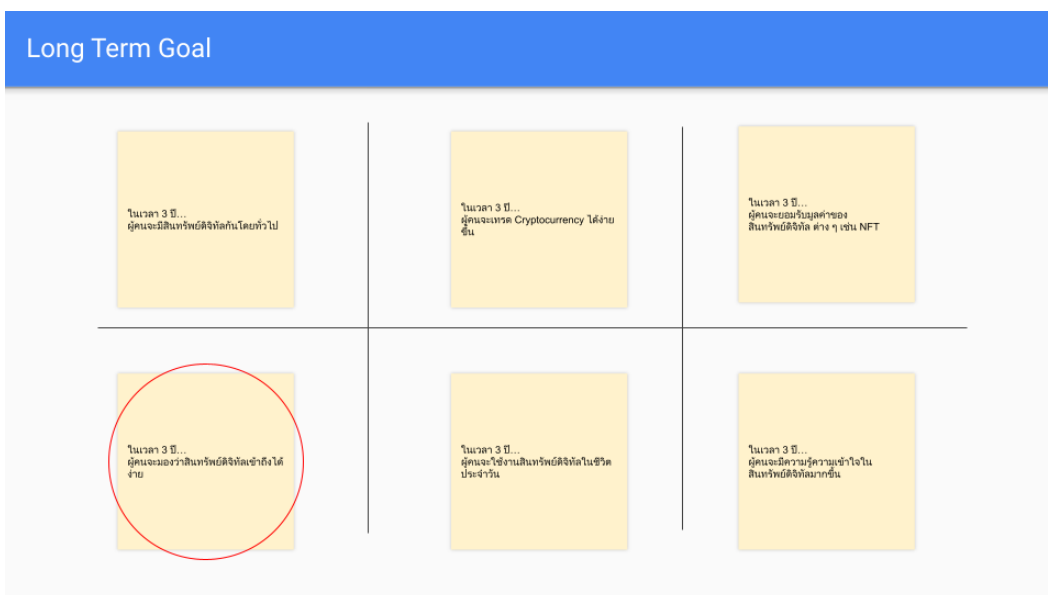 Long Term Goal
ในเวลา 3 ปี...
ผู้คนจะมีสินทรัพย์ดิจิทัลกันโดยทั่วไป
ในเวลา 3 ปี...
ผู้คนจะเทรด Cryptocurrency ได้ง่าย
ขึ้น
ในเวลา 3 ปี...
ผู้คนจะยอมรับมูลค่าของ
สินทรัพย์ดิจิทัล ต่าง ๆ เช่น NFT
ในเวลา 3 ปี...
ผู้คนจะมองว่าสินทรัพย์ดิจิทัลเข้าถึงได้
ง่าย
ในเวลา 3 ปี...
ผู้คนจะใช้งานสินทรัพย์ดิจิทัลในชีวิต
ประจำวัน
ในเวลา 3 ปี...
ผู้คนจะมีความรู้ความเข้าใจใน
สินทรัพย์ดิจิทัลมากขึ้น